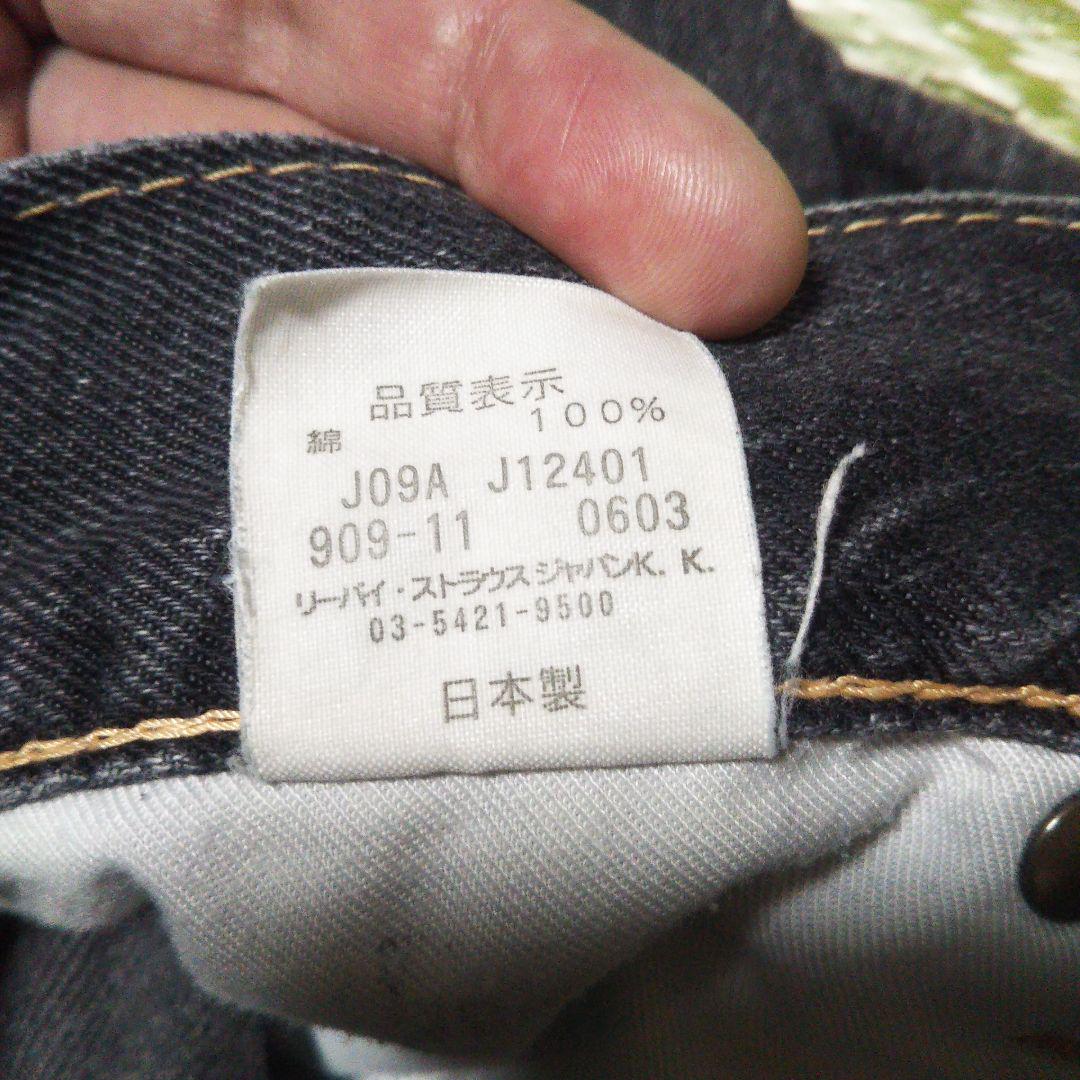 品質表示
綿 100%
J09A J12401
909-11 0603
リーバイ・ストラウスジャパンK.K.
03-5421-9500
日本製